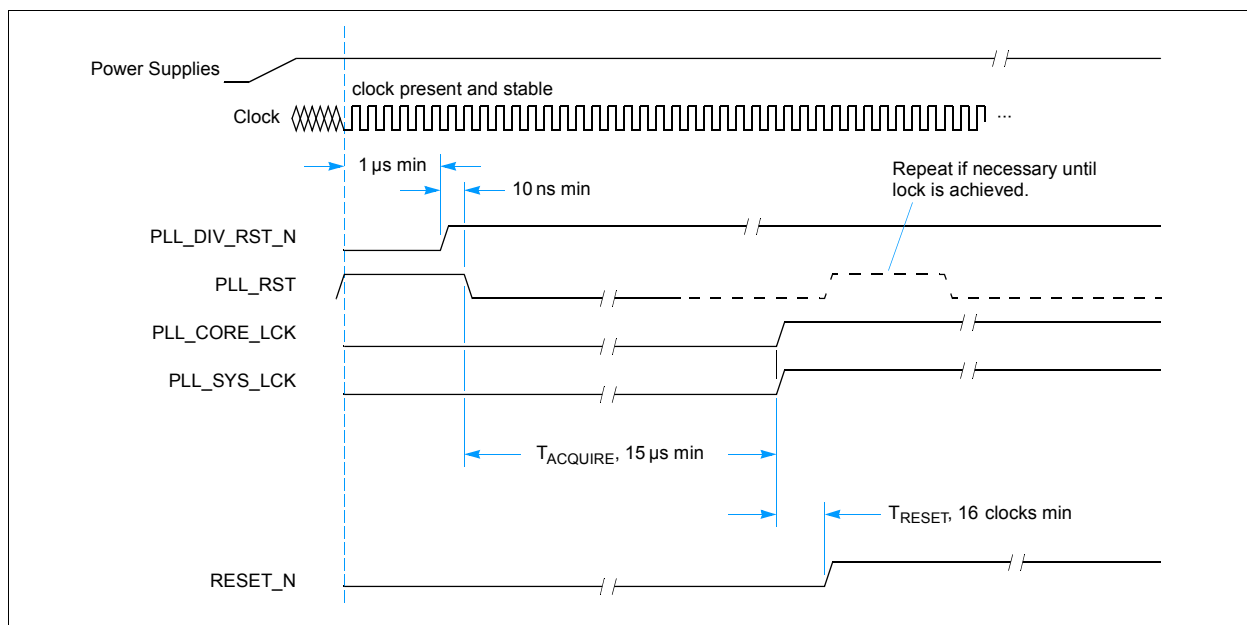 Power Supplies
clock present and stable
Clock
...
1 µs min
10 ns min
Repeat if necessary until
lock is achieved.
PLL_DIV_RST_N
PLL_RST
PLL_CORE_LCK
PLL_SYS_LCK
TACQUIRE, 15 µs min
TRESET, 16 clocks min
RESET_N